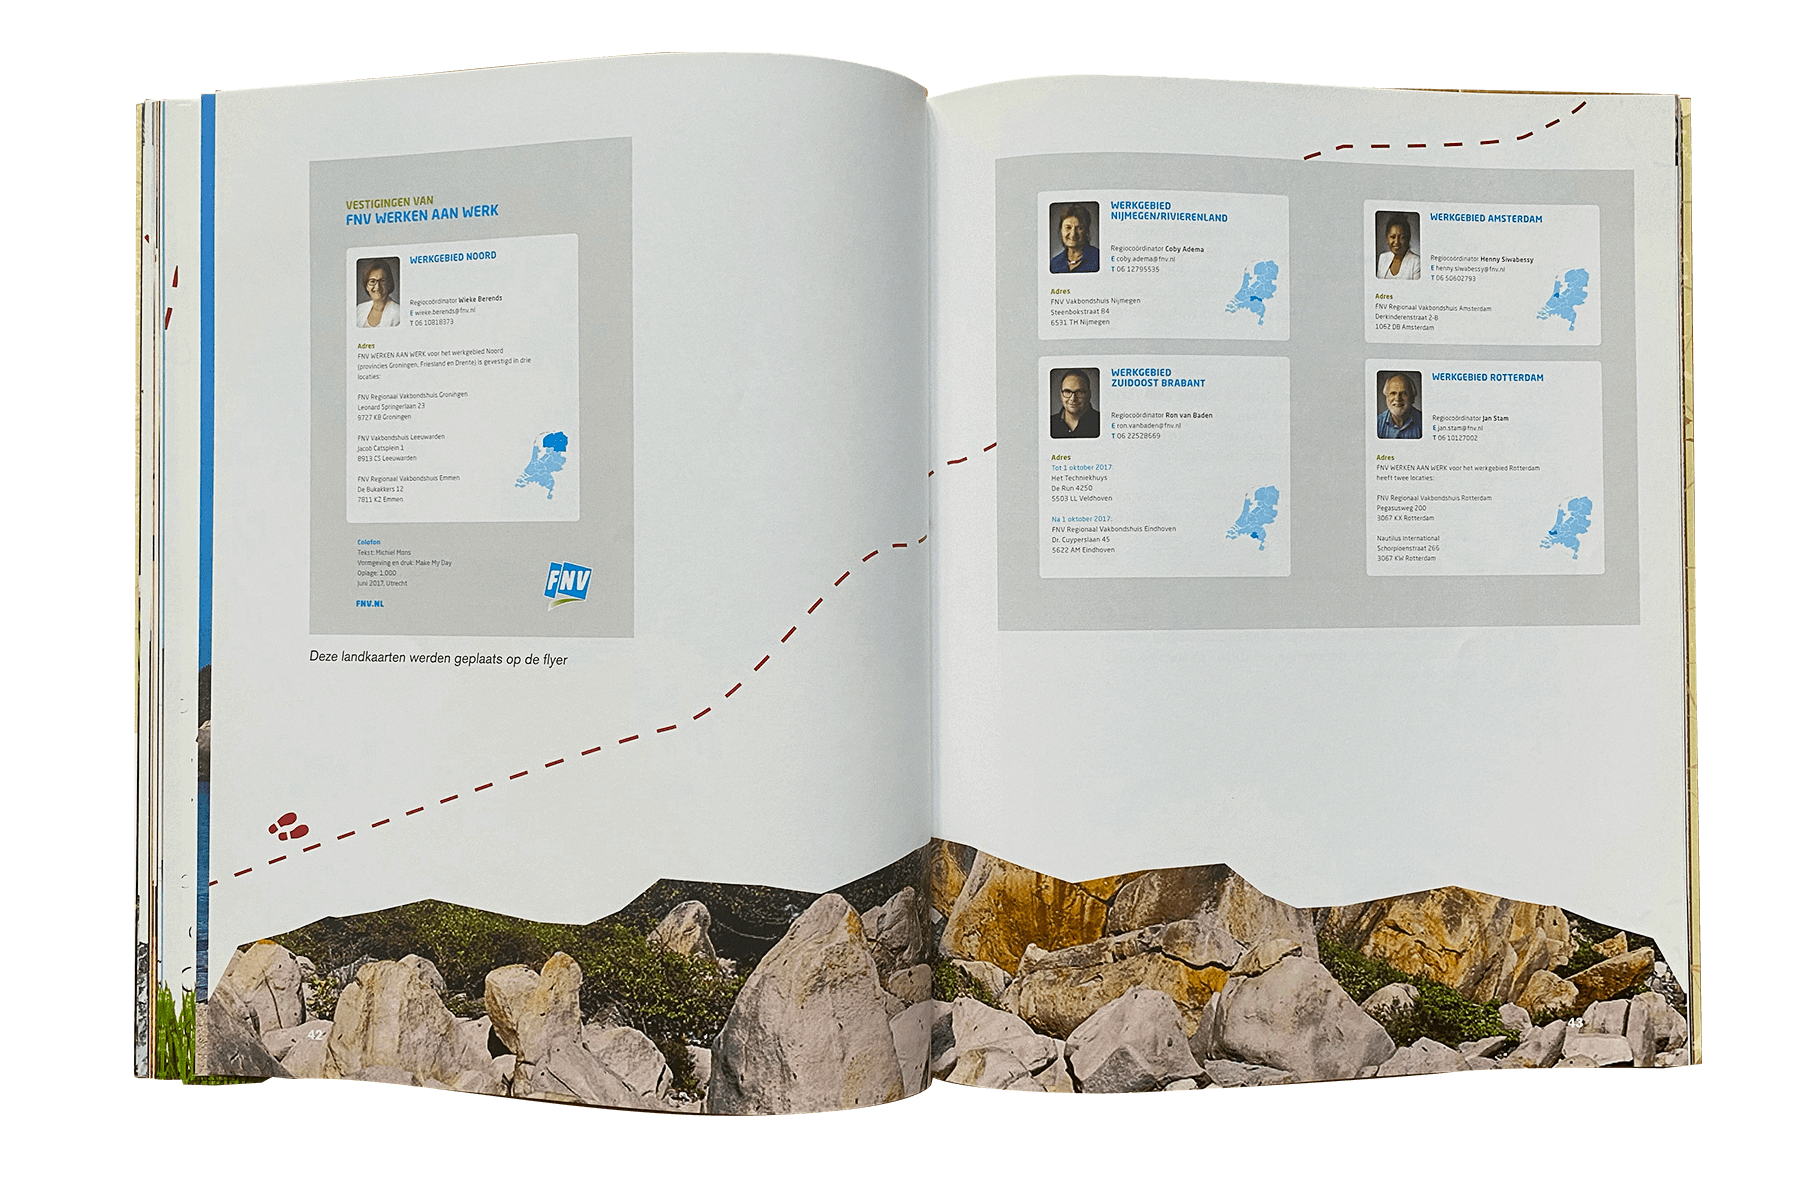 VESTIGINGEN VAN
FNV WERKEN AAN WERK
WERKGEBIED NOORD
Regiocoördinator Wieke Berends
E wieke.berends@fnv.nl
T 06 10818373
Adres
FNV WERKEN AAN WERK voor het werkgebied Noord
(provincies Groningen, Friesland en Drente) is gevestigd in drie
locaties:
FNV Regionaal Vakbondshuis Groningen
Leonard Springerlaan 23
9727 KB Groningen
FNV Vakbondshuis Leeuwarden
Jacob Catsplein 1
8913 CS Leeuwarden
FNV Regionaal Vakbondshuis Emmen
De Bukakkers 12
7811 KZ Emmen
Colofon
Tekst: Michiel Mons
Vormgeving en druk: Make My Day
Oplage: 1.000
Juni 2017, Utrecht
FNV.NL
FNV
Deze landkaarten werden geplaats op de flyer
42
WERKGEBIED
NIJMEGEN/RIVIERENLAND
Regiocoördinator Coby Adema
E coby.adema@fnv.nl
T 06 12795535
Adres
FNV Vakbondshuis Nijmegen
Steenbokstraat 84
6531 TH Nijmegen
WERKGEBIED AMSTERDAM
Regiocoördinator Henny Siwabessy
E henny.siwabessy@fnv.nl
T 06 50602793
Adres
FNV Regionaal Vakbondshuis Amsterdam
Derkinderenstraat 2-8
1062 DB Amsterdam
WERKGEBIED
ZUIDOOST BRABANT
Regiocoördinator Ron van Baden
E ron.vanbaden@fnv.nl
T 06 22528669
Adres
Tot 1 oktober 2017:
Het Techniekhuys
De Run 4250
5503 LL Veldhoven
Na 1 oktober 2017:
FNV Regionaal Vakbondshuis Eindhoven
Dr. Cuyperslaan 45
5622 AM Eindhoven
WERKGEBIED ROTTERDAM
Regiocoördinator Jan Stam
E jan.stam@fnv.nl
T 06 10127002
Adres
FNV WERKEN AAN WERK voor het werkgebied Rotterdam
heeft twee locaties:
FNV Regionaal Vakbondshuis Rotterdam
Pegasusweg 200
3067 KX Rotterdam
Nautilus International
Schorpioenstraat 266
3067 KW Rotterdam
43